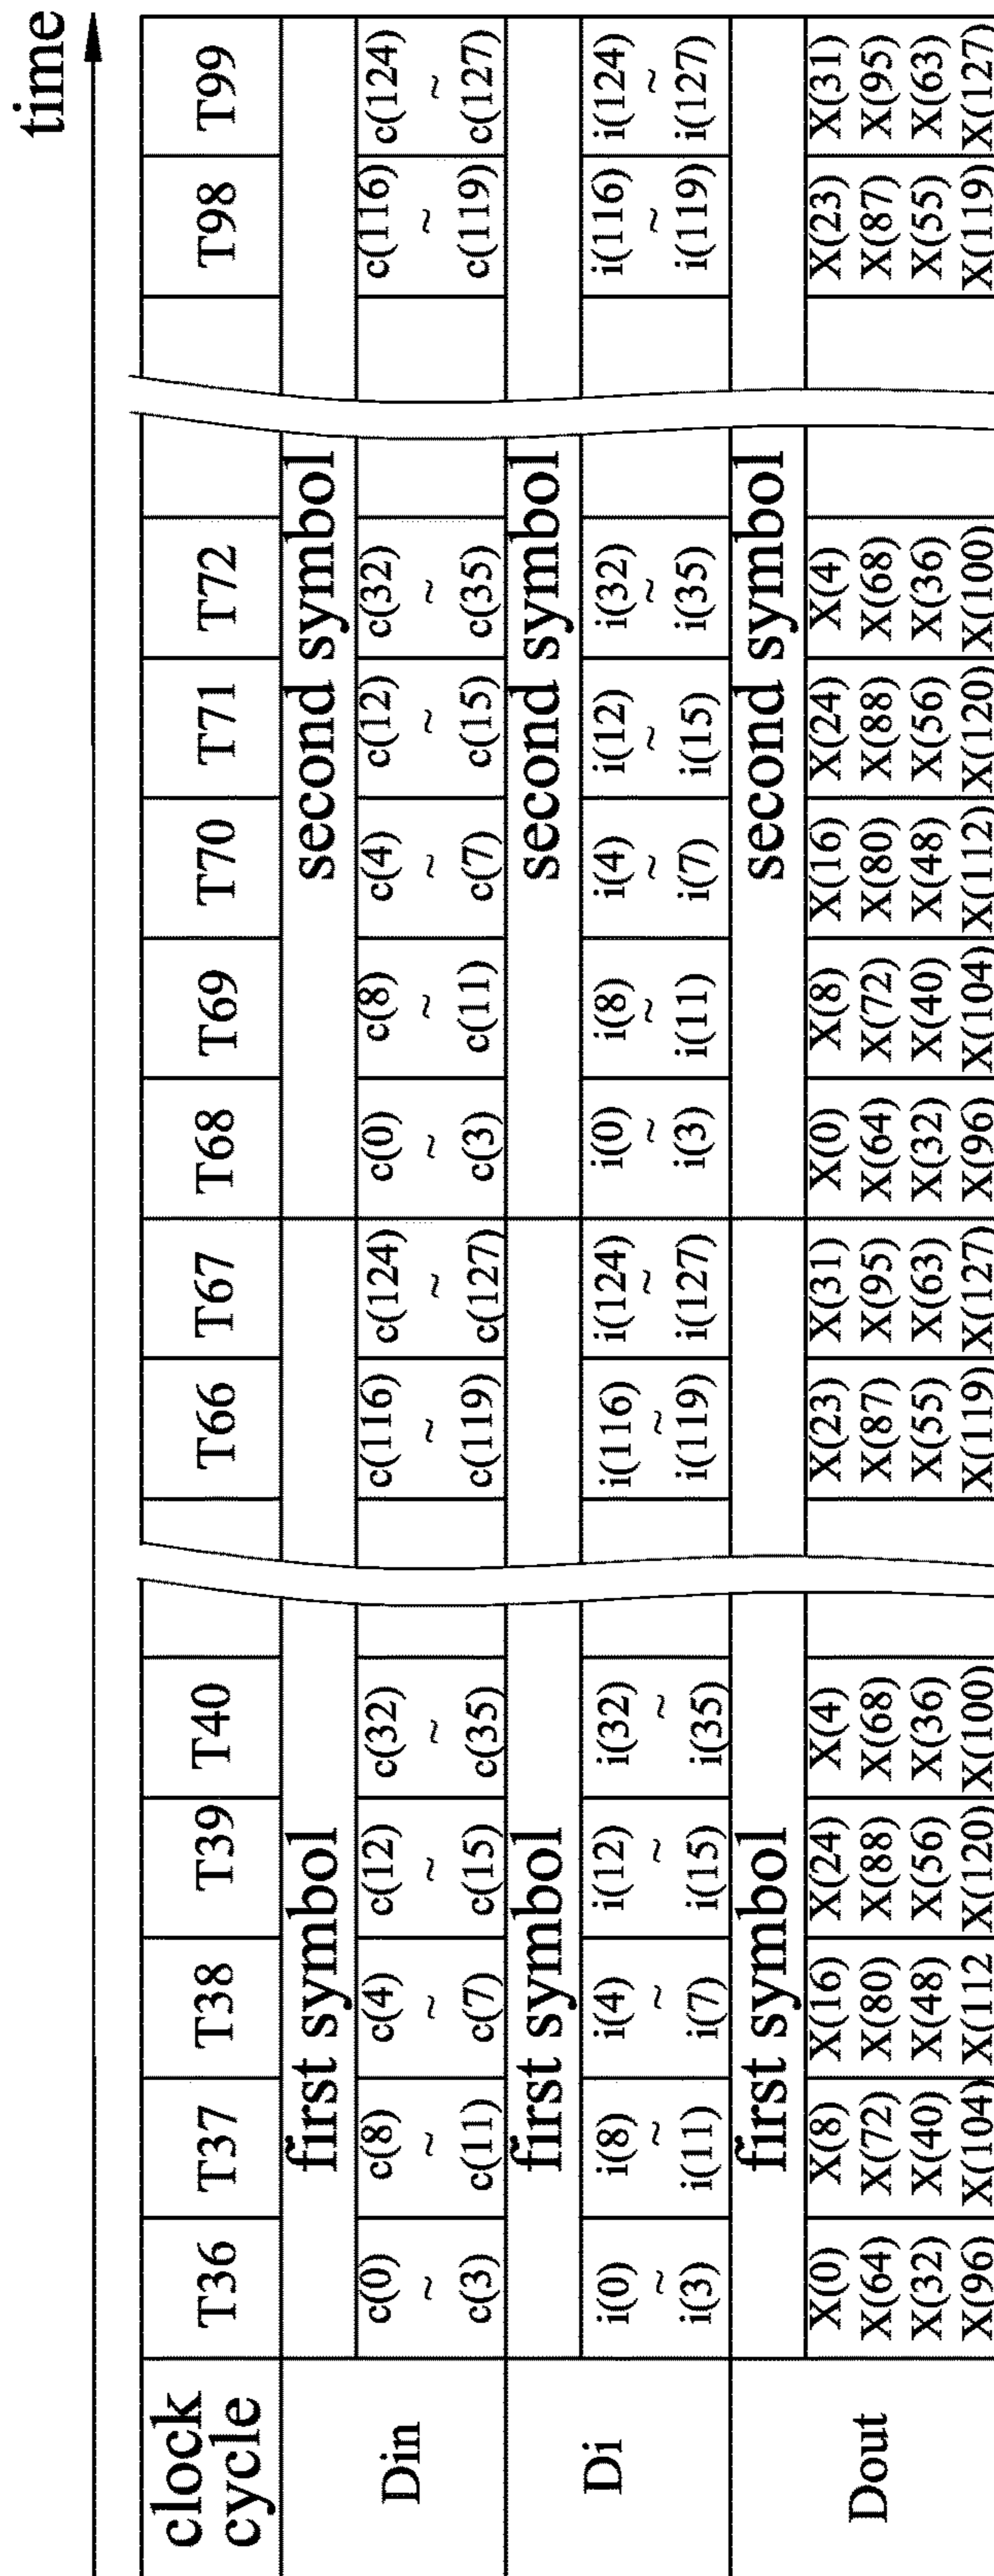 time
clock cycle T36 T37 T38 T39 T40 T66 T67 T68 T69 T70 T71 T72 T98 T99
Din
first symbol second symbol
c(0) c(8) c(4) c(12) c(32) c(116) c(124) c(0) c(8) c(4) c(12) c(32) c(116) c(124)
~ ~ ~ ~ ~ ~ ~ ~ ~ ~ ~ ~ ~ ~
c(3) c(11) c(7) c(15) c(35) c(119) c(127) c(3) c(11) c(7) c(15) c(35) c(119) c(127)
Di
first symbol second symbol
i(0) i(8) i(4) i(12) i(32) i(116) i(124) i(0) i(8) i(4) i(12) i(32) i(116) i(124)
~ ~ ~ ~ ~ ~ ~ ~ ~ ~ ~ ~ ~ ~
i(3) i(11) i(7) i(15) i(35) i(119) i(127) i(3) i(11) i(7) i(15) i(35) i(119) i(127)
Dout
first symbol second symbol
X(0) X(8) X(16) X(24) X(4) X(23) X(31) X(0) X(8) X(16) X(24) X(4) X(23) X(31)
X(64) X(72) X(80) X(88) X(68) X(87) X(95) X(64) X(72) X(80) X(88) X(68) X(87) X(95)
X(32) X(40) X(48) X(56) X(36) X(55) X(63) X(32) X(40) X(48) X(56) X(36) X(55) X(63)
X(96) X(104) X(112 X(120) X(100) X(119) X(127) X(96) X(104) X(112) X(120) X(100) X(119) X(127)